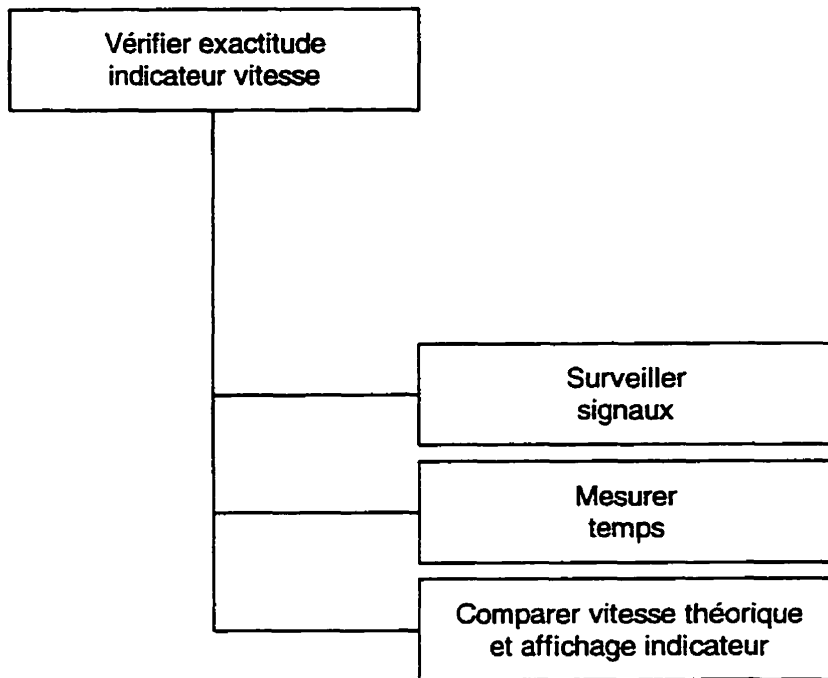 Vérifier exactitude
indicateur vitesse
Surveiller
signaux
Mesurer
temps
Comparer vitesse théorique
et affichage indicateur